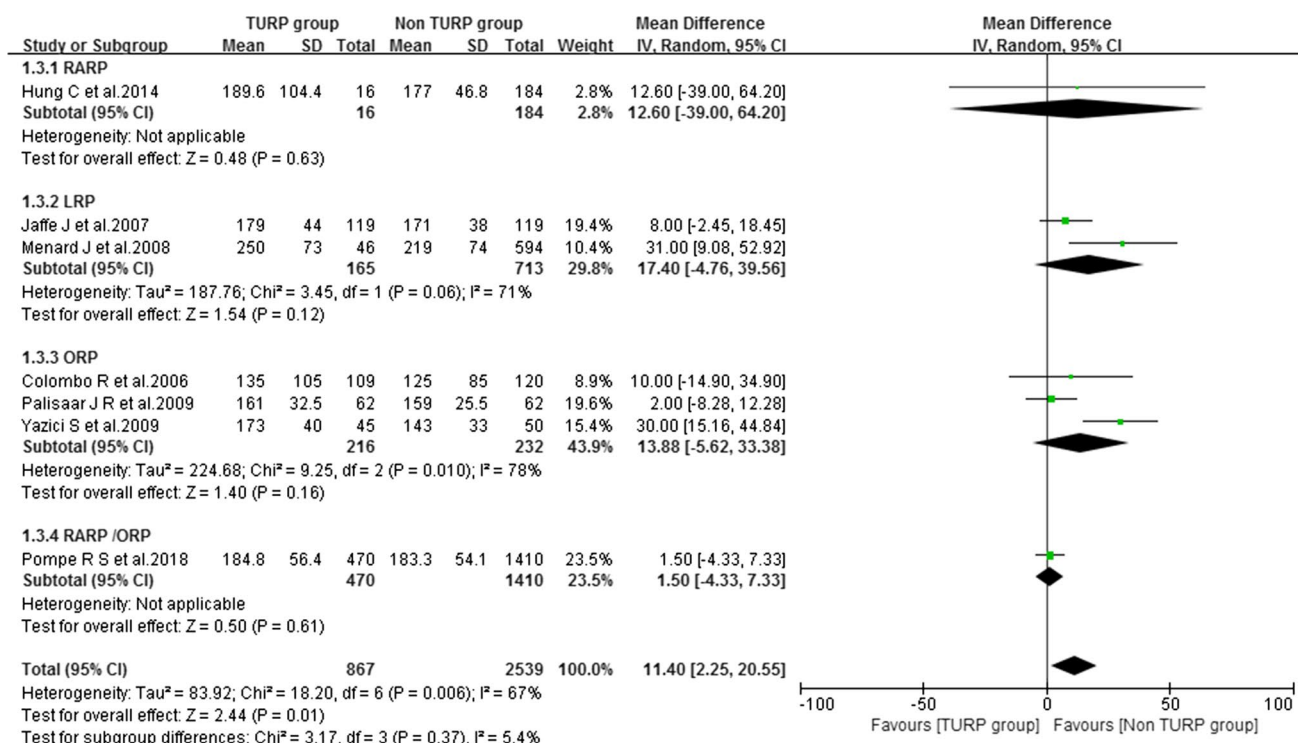 TURP group Non TURP group Mean Difference Mean Difference
Study or Subgroup Mean SD Total Mean SD Total Weight IV, Random, 95% CI IV, Random, 95% CI
1.3.1 RARP
Hung C et al.2014 189.6 104.4 16 177 46.8 184 2.8% 12.60 [-39.00, 64.20]
Subtotal (95% CI) 16 184 2.8% 12.60 [-39.00, 64.20]
Heterogeneity: Not applicable
Test for overall effect: Z = 0.48 (P = 0.63)
1.3.2 LRP
Jaffe J et al.2007 179 44 119 171 38 119 19.4% 8.00 [-2.45, 18.45]
Menard J et al.2008 250 73 46 219 74 594 10.4% 31.00 [9.08, 52.92]
Subtotal (95% CI) 165 713 29.8% 17.40 [-4.76, 39.56]
Heterogeneity: Tau² = 187.76; Chi² = 3.45, df = 1 (P = 0.06); I² = 71%
Test for overall effect: Z = 1.54 (P = 0.12)
1.3.3 ORP
Colombo R et al.2006 135 105 109 125 85 120 8.9% 10.00 [-14.90, 34.90]
Palisaar J R et al.2009 161 32.5 62 159 25.5 62 19.6% 2.00 [-8.28, 12.28]
Yazici S et al.2009 173 40 45 143 33 50 15.4% 30.00 [15.16, 44.84]
Subtotal (95% CI) 216 232 43.9% 13.88 [-5.62, 33.38]
Heterogeneity: Tau² = 224.68; Chi² = 9.25, df = 2 (P = 0.010); I² = 78%
Test for overall effect: Z = 1.40 (P = 0.16)
1.3.4 RARP /ORP
Pompe R S et al.2018 184.8 56.4 470 183.3 54.1 1410 23.5% 1.50 [-4.33, 7.33]
Subtotal (95% CI) 470 1410 23.5% 1.50 [-4.33, 7.33]
Heterogeneity: Not applicable
Test for overall effect: Z = 0.50 (P = 0.61)
Total (95% CI) 867 2539 100.0% 11.40 [2.25, 20.55]
Heterogeneity: Tau² = 83.92; Chi² = 18.20, df = 6 (P = 0.006); I² = 67%
Test for overall effect: Z = 2.44 (P = 0.01)
Test for subgroup differences: Chi² = 3.17, df = 3 (P = 0.37), I² = 5.4%
-100 -50 0 50 100
Favours [TURP group] Favours [Non TURP group]